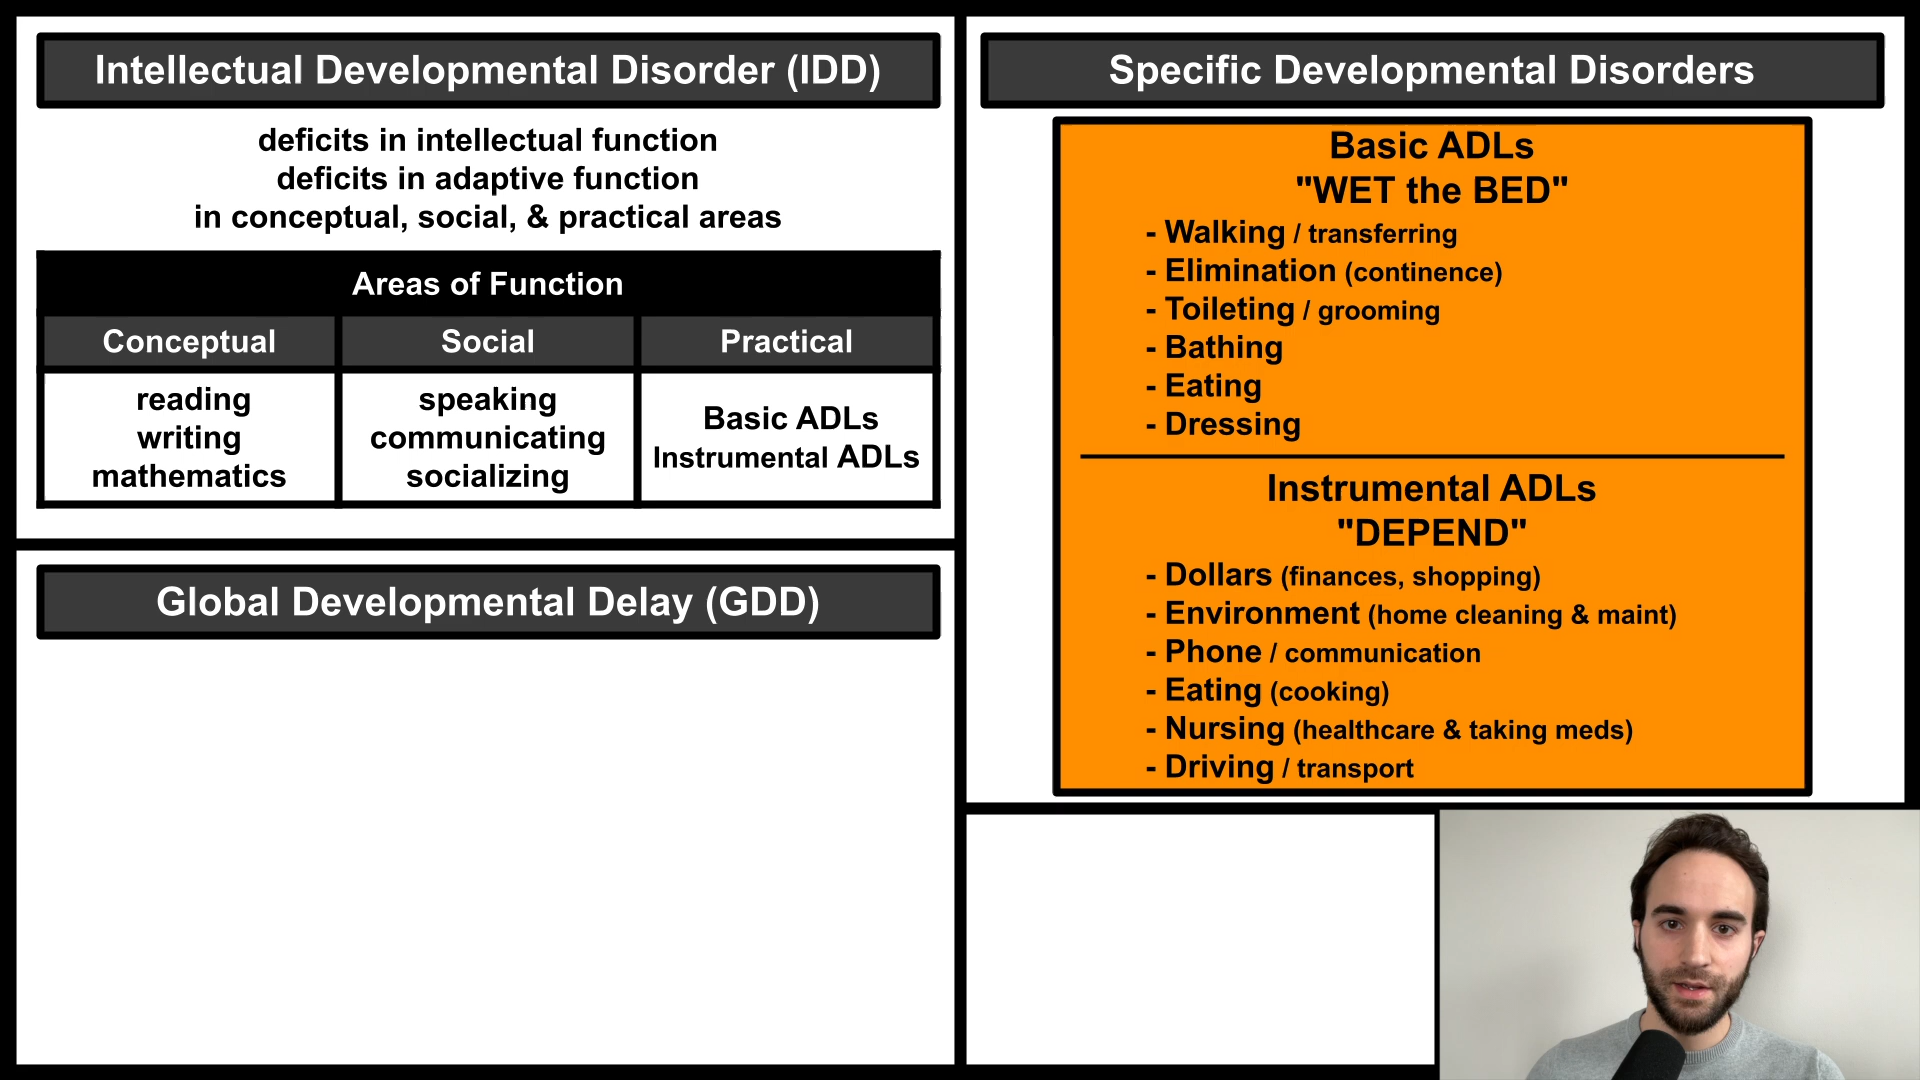 Intellectual Developmental Disorder (IDD)
deficits in intellectual function
deficits in adaptive function
in conceptual, social, & practical areas
Areas of Function
Conceptual
Social
Practical
reading
writing
mathematics
speaking
communicating
socializing
Basic ADLs
Instrumental ADLs
Global Developmental Delay (GDD)
Specific Developmental Disorders
Basic ADLs
"WET the BED"
- Walking / transferring
- Elimination (continence)
- Toileting / grooming
- Bathing
- Eating
- Dressing
Instrumental ADLs
"DEPEND"
- Dollars (finances, shopping)
- Environment (home cleaning & maint)
- Phone / communication
- Eating (cooking)
- Nursing (healthcare & taking meds)
- Driving / transport